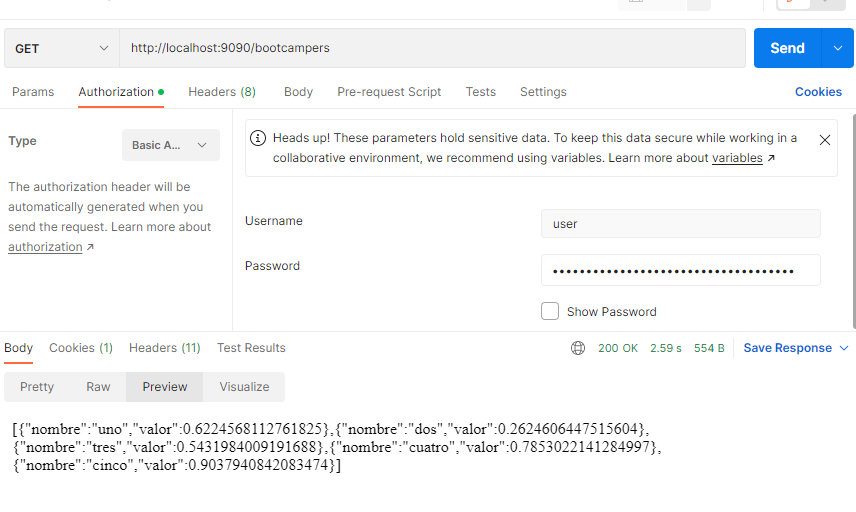 GET http://localhost:9090/bootcampers Send
Params Authorization Headers (8) Body Pre-request Script Tests Settings Cookies
Type Basic A...
The authorization header will be
automatically generated when you
send the request. Learn more about
authorization ↗
Heads up! These parameters hold sensitive data. To keep this data secure while working in a
collaborative environment, we recommend using variables. Learn more about variables ↗
Username user
Password ••••••••••••••••••••••••••••••••••••
Show Password
Body Cookies (1) Headers (11) Test Results 200 OK 2.59 s 554 B Save Response
Pretty Raw Preview Visualize
[{"nombre":"uno","valor":0.6224568112761825},{"nombre":"dos","valor":0.2624606447515604},
{"nombre":"tres","valor":0.5431984009191688},{"nombre":"cuatro","valor":0.7853022141284997},
{"nombre":"cinco","valor":0.9037940842083474}]